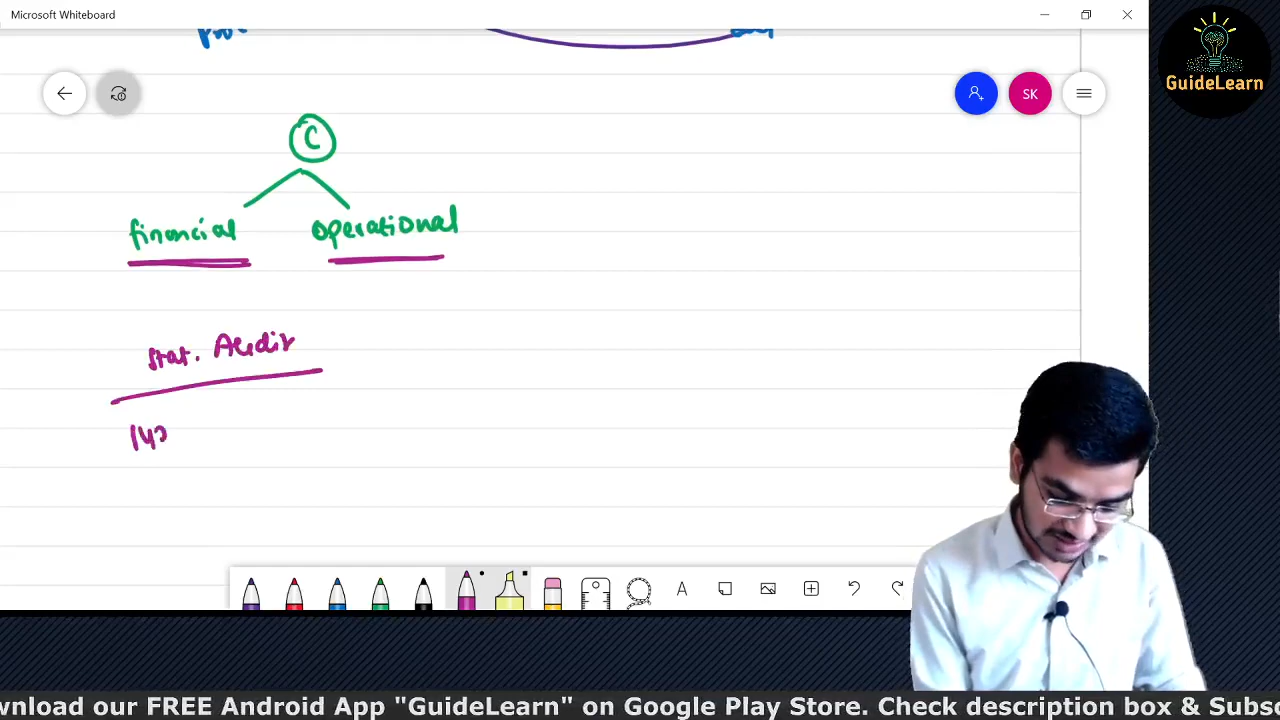 Microsoft Whiteboard
GuideLearn
SK
C
financial operational
stat. Audit
143
A
wnload our FREE Android App "GuideLearn" on Google Play Store. Check description box & Subsc